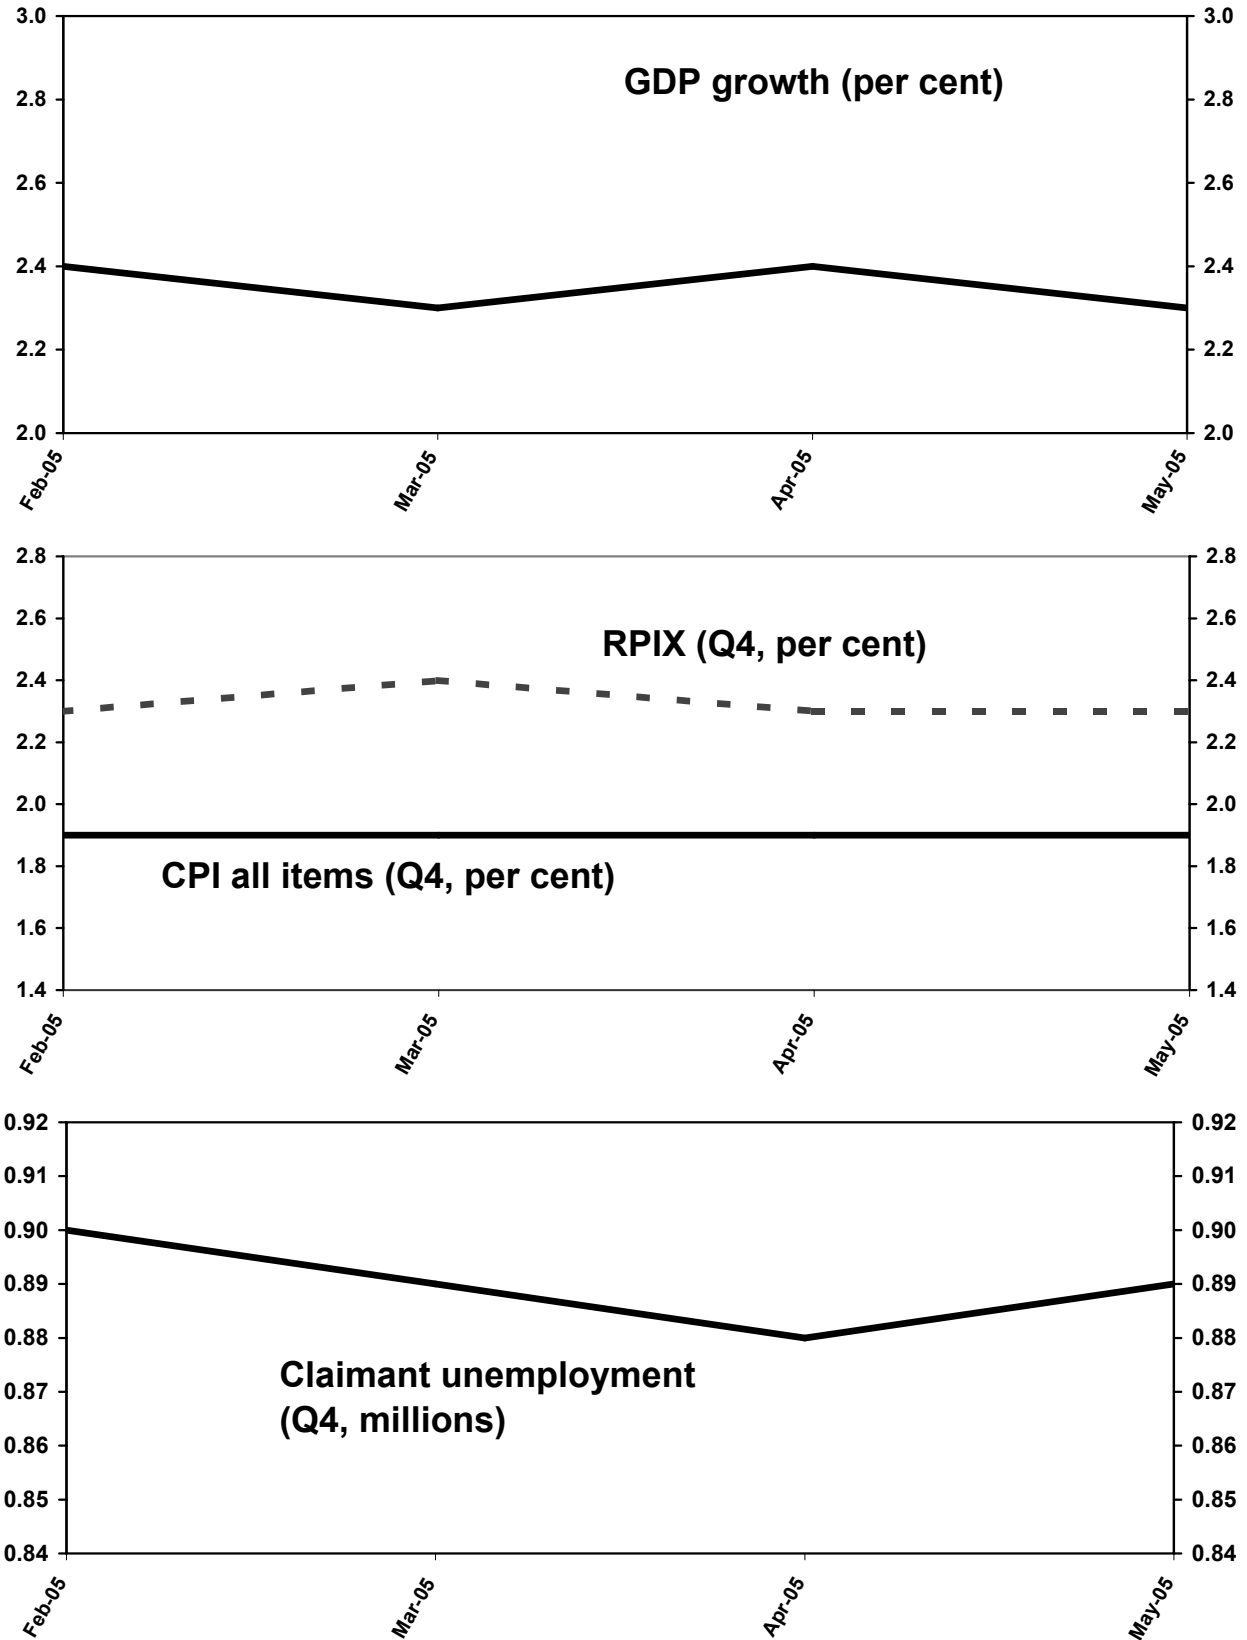 3.0 3.0
GDP growth (per cent)
2.8 2.8
2.6 2.6
2.4 2.4
2.2 2.2
2.0 2.0
Feb-05 Mar-05 Apr-05 May-05
2.8 2.8
2.6 2.6
RPIX (Q4, per cent)
2.4 2.4
2.2 2.2
2.0 2.0
1.8 1.8
CPI all items (Q4, per cent)
1.6 1.6
1.4 1.4
Feb-05 Mar-05 Apr-05 May-05
0.92 0.92
0.91 0.91
0.90 0.90
0.89 0.89
0.88 0.88
Claimant unemployment
0.87 0.87
(Q4, millions)
0.86 0.86
0.85 0.85
0.84 0.84
Feb-05 Mar-05 Apr-05 May-05